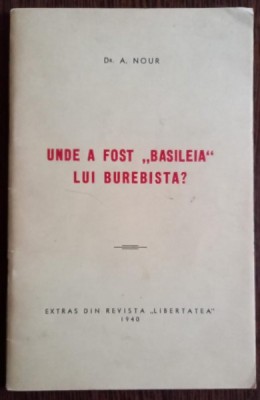 Dr. A. NOUR
UNDE A FOST „BASILEIA“
LUI BUREBISTA?
EXTRAS DIN REVISTA „LIBERTATEA“
1940